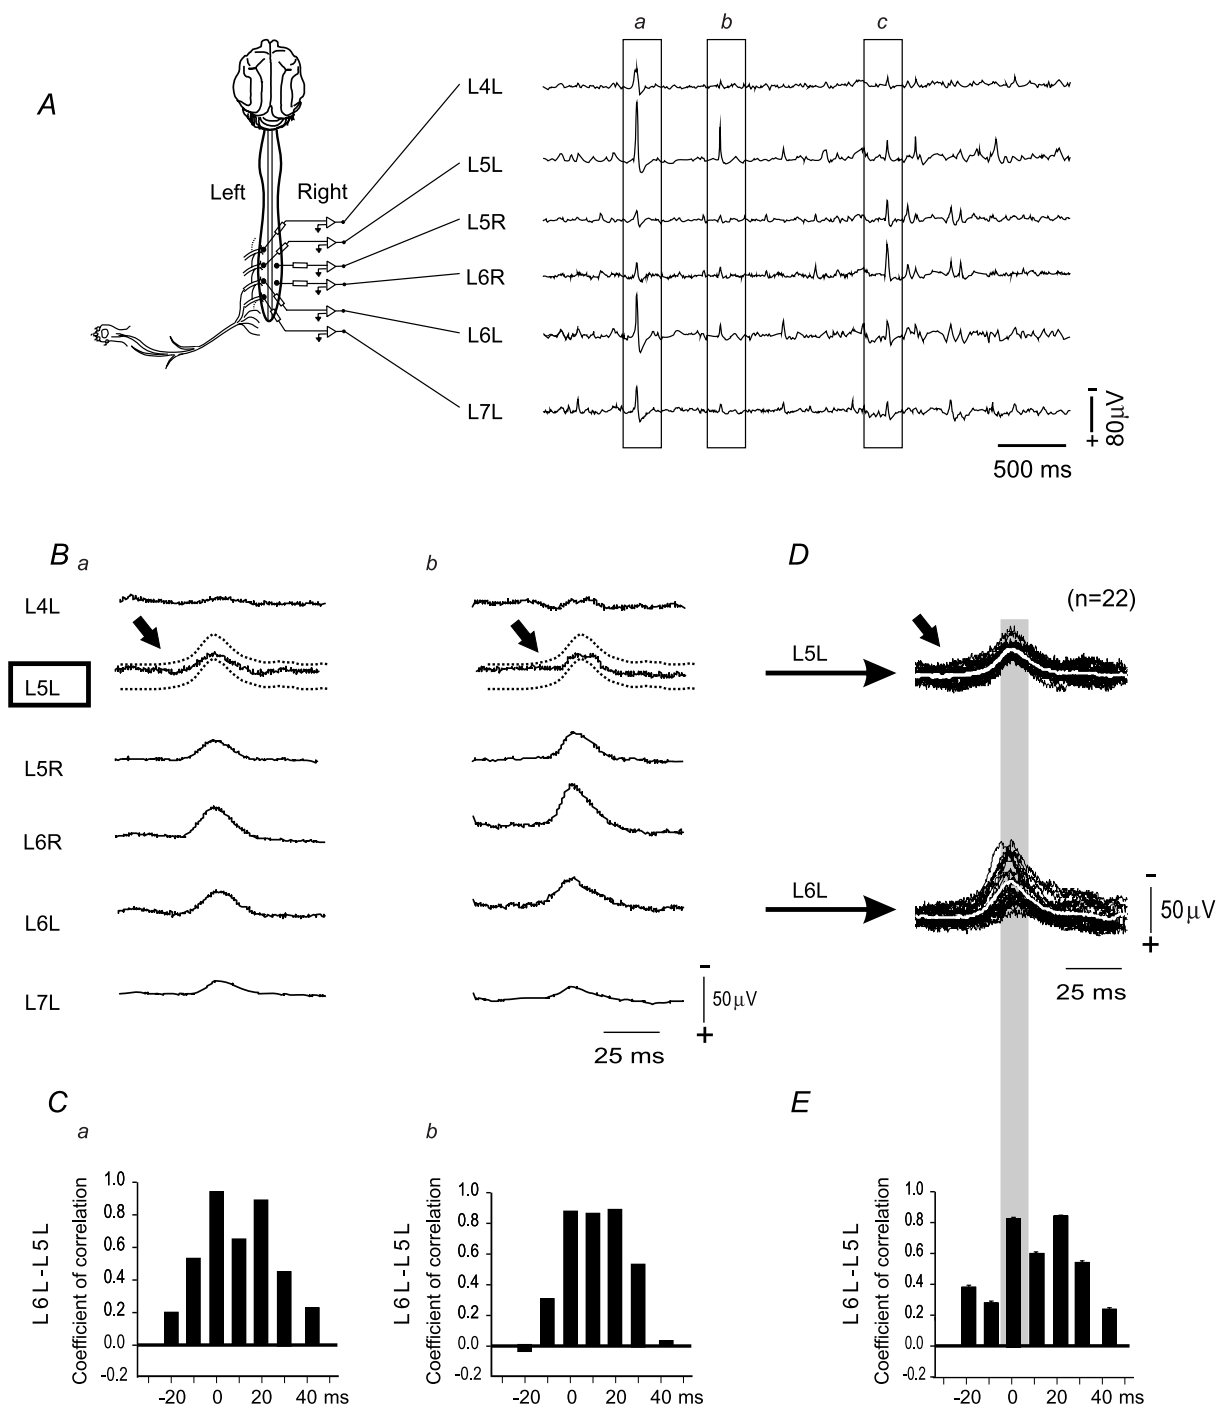 a b c
A
L4L
L5L
L5R
L6R
L6L
L7L
Left Right
-
+
80µV
500 ms
B a
b
L4L
L5L
L5R
L6R
L6L
L7L
-
50µV
+
25 ms
D
(n=22)
L5L
L6L
-
50µV
+
25 ms
C
a
L6L-L5L
Coefficient of correlation
1.0
0.8
0.6
0.4
0.2
0.0
-0.2
-20 0 20 40 ms
b
L6L-L5L
Coefficient of correlation
1.0
0.8
0.6
0.4
0.2
0.0
-0.2
-20 0 20 40 ms
E
L6L-L5L
Coefficient of correlation
1.0
0.8
0.6
0.4
0.2
0.0
-0.2
-20 0 20 40 ms